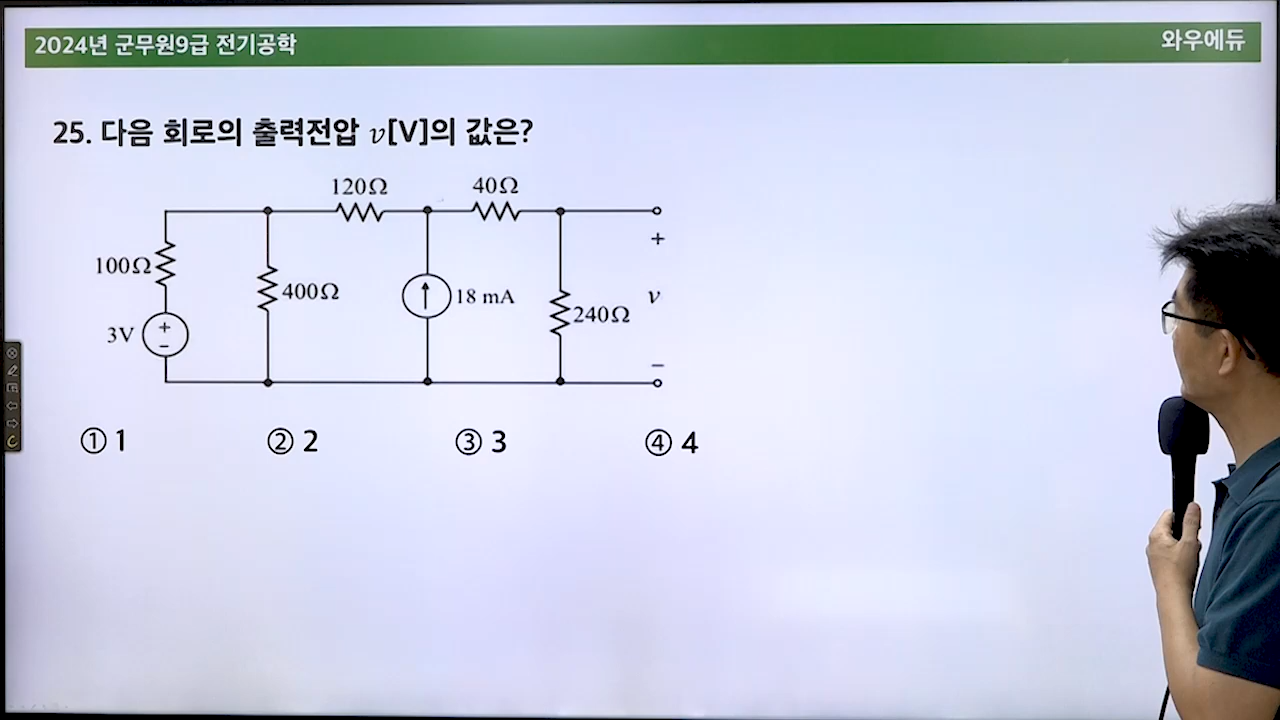 2024년 군무원9급 전기공학
와우에듀
25. 다음 회로의 출력전압 v[V]의 값은?
120Ω
40Ω
100Ω
400Ω
18 mA
240Ω
3V
+
−
+
v
−
① 1
② 2
③ 3
④ 4